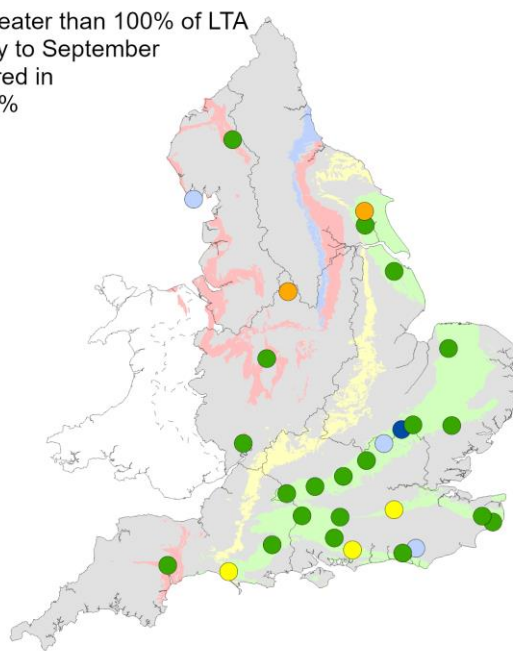 eater than 100% of LTA
y to September
red in
%